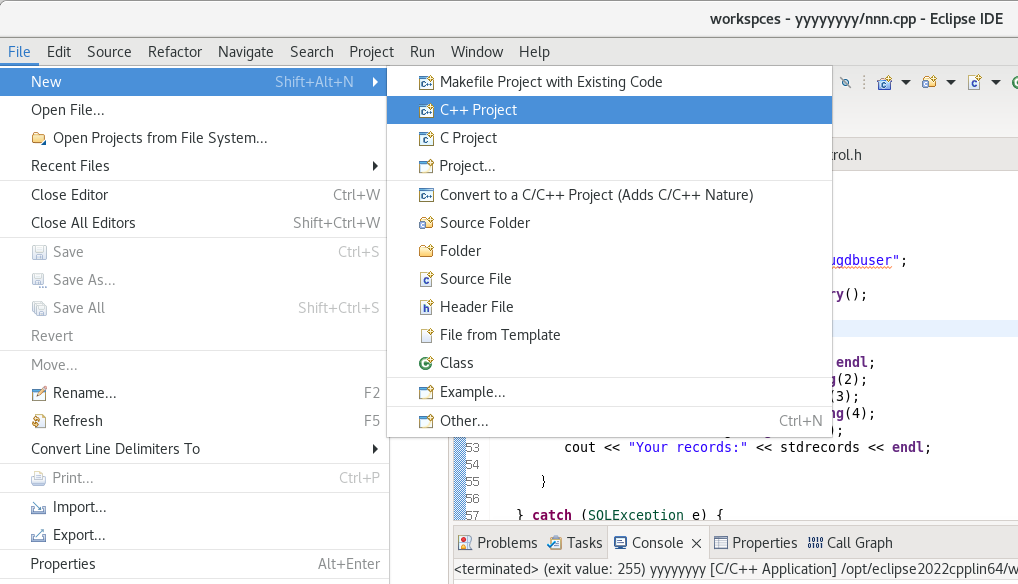 workspces - yyyyyyyy/nnn.cpp - Eclipse IDE
File Edit Source Refactor Navigate Search Project Run Window Help
New Shift+Alt+N
Open File...
Open Projects from File System...
Recent Files
Close Editor Ctrl+W
Close All Editors Shift+Ctrl+W
Save Ctrl+S
Save As...
Save All Shift+Ctrl+S
Revert
Move...
Rename... F2
Refresh F5
Convert Line Delimiters To
Print... Ctrl+P
Import...
Export...
Properties Alt+Enter
Makefile Project with Existing Code
C++ Project
C Project
Project...
Convert to a C/C++ Project (Adds C/C++ Nature)
Source Folder
Folder
Source File
Header File
File from Template
Class
Example...
Other... Ctrl+N
rol.h
ugdbuser";
ry();
endl;
g(2);
(3);
ng(4);
);
53 cout << "Your records:" << stdrecords << endl;
54
55 }
56
57 } catch (SQLException e) {
Problems Tasks Console Properties Call Graph
<terminated> (exit value: 255) yyyyyyyy [C/C++ Application] /opt/eclipse2022cpplin64/w